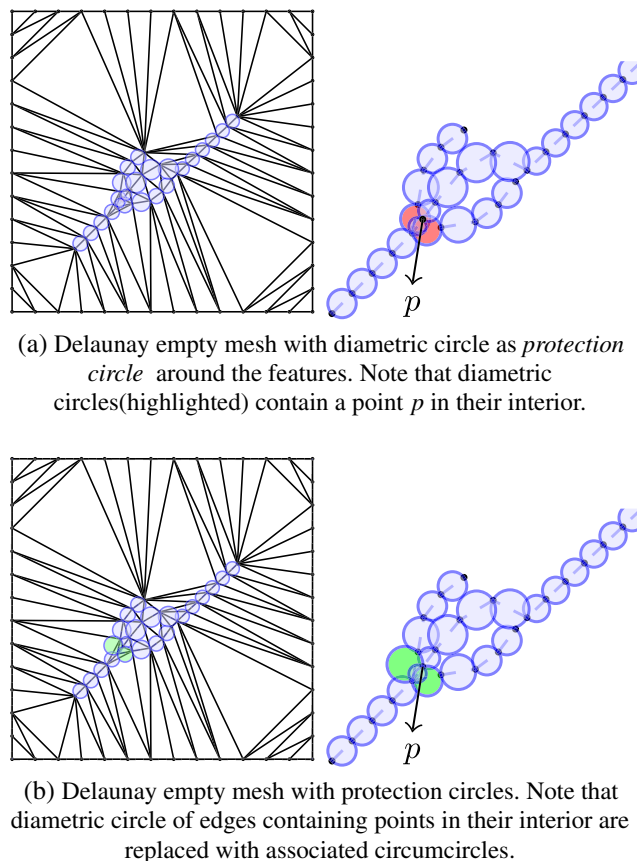 p
(a) Delaunay empty mesh with diametric circle as protection
circle around the features. Note that diametric
circles(highlighted) contain a point p in their interior.
p
(b) Delaunay empty mesh with protection circles. Note that
diametric circle of edges containing points in their interior are
replaced with associated circumcircles.